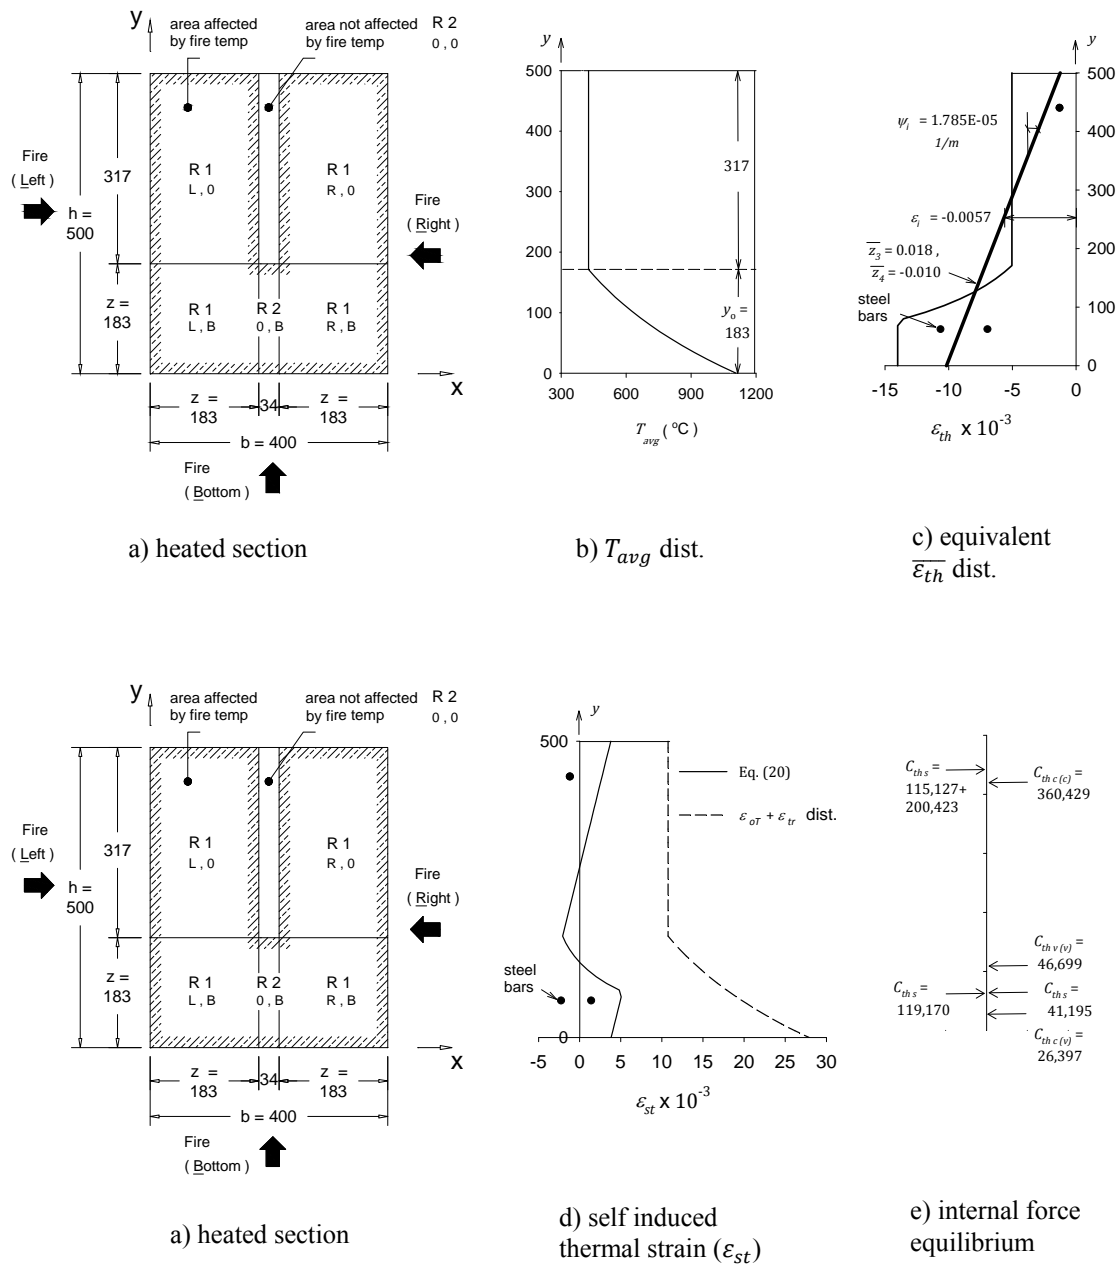 y
area affected
by fire temp
area not affected
by fire temp
R 2
0 , 0
Fire
( Left )
317
h =
500
R 1
L , 0
R 1
R , 0
Fire
( Right )
z =
183
R 1
L , B
R 2
0 , B
R 1
R , B
x
z =
183
34
z =
183
b = 400
Fire
( Bottom )
a) heated section
y
500
400
300
200
100
0
317
y₀ =
183
300
600
900
1200
T_avg ( °C )
b) T_avg dist.
y
500
400
300
200
100
0
ψ_i = 1.785E-05
1/m
ε_i = -0.0057
z̅₃ = 0.018 ,
z̅₄ = -0.010
steel
bars
-15
-10
-5
0
ε_th x 10⁻³
c) equivalent
ε̅_th dist.
y
area affected
by fire temp
area not affected
by fire temp
R 2
0 , 0
Fire
( Left )
317
h =
500
R 1
L , 0
R 1
R , 0
Fire
( Right )
z =
183
R 1
L , B
R 2
0 , B
R 1
R , B
x
z =
183
34
z =
183
b = 400
Fire
( Bottom )
a) heated section
y
500
Eq. (20)
ε_oT + ε_tr dist.
steel
bars
0
-5
0
5
10
15
20
25
30
ε_st x 10⁻³
d) self induced
thermal strain (ε_st)
C_th s =
115,127+
200,423
C_th c(c) =
360,429
C_th v(v) =
46,699
C_th s =
119,170
C_th s =
41,195
C_th c(v) =
26,397
e) internal force
equilibrium